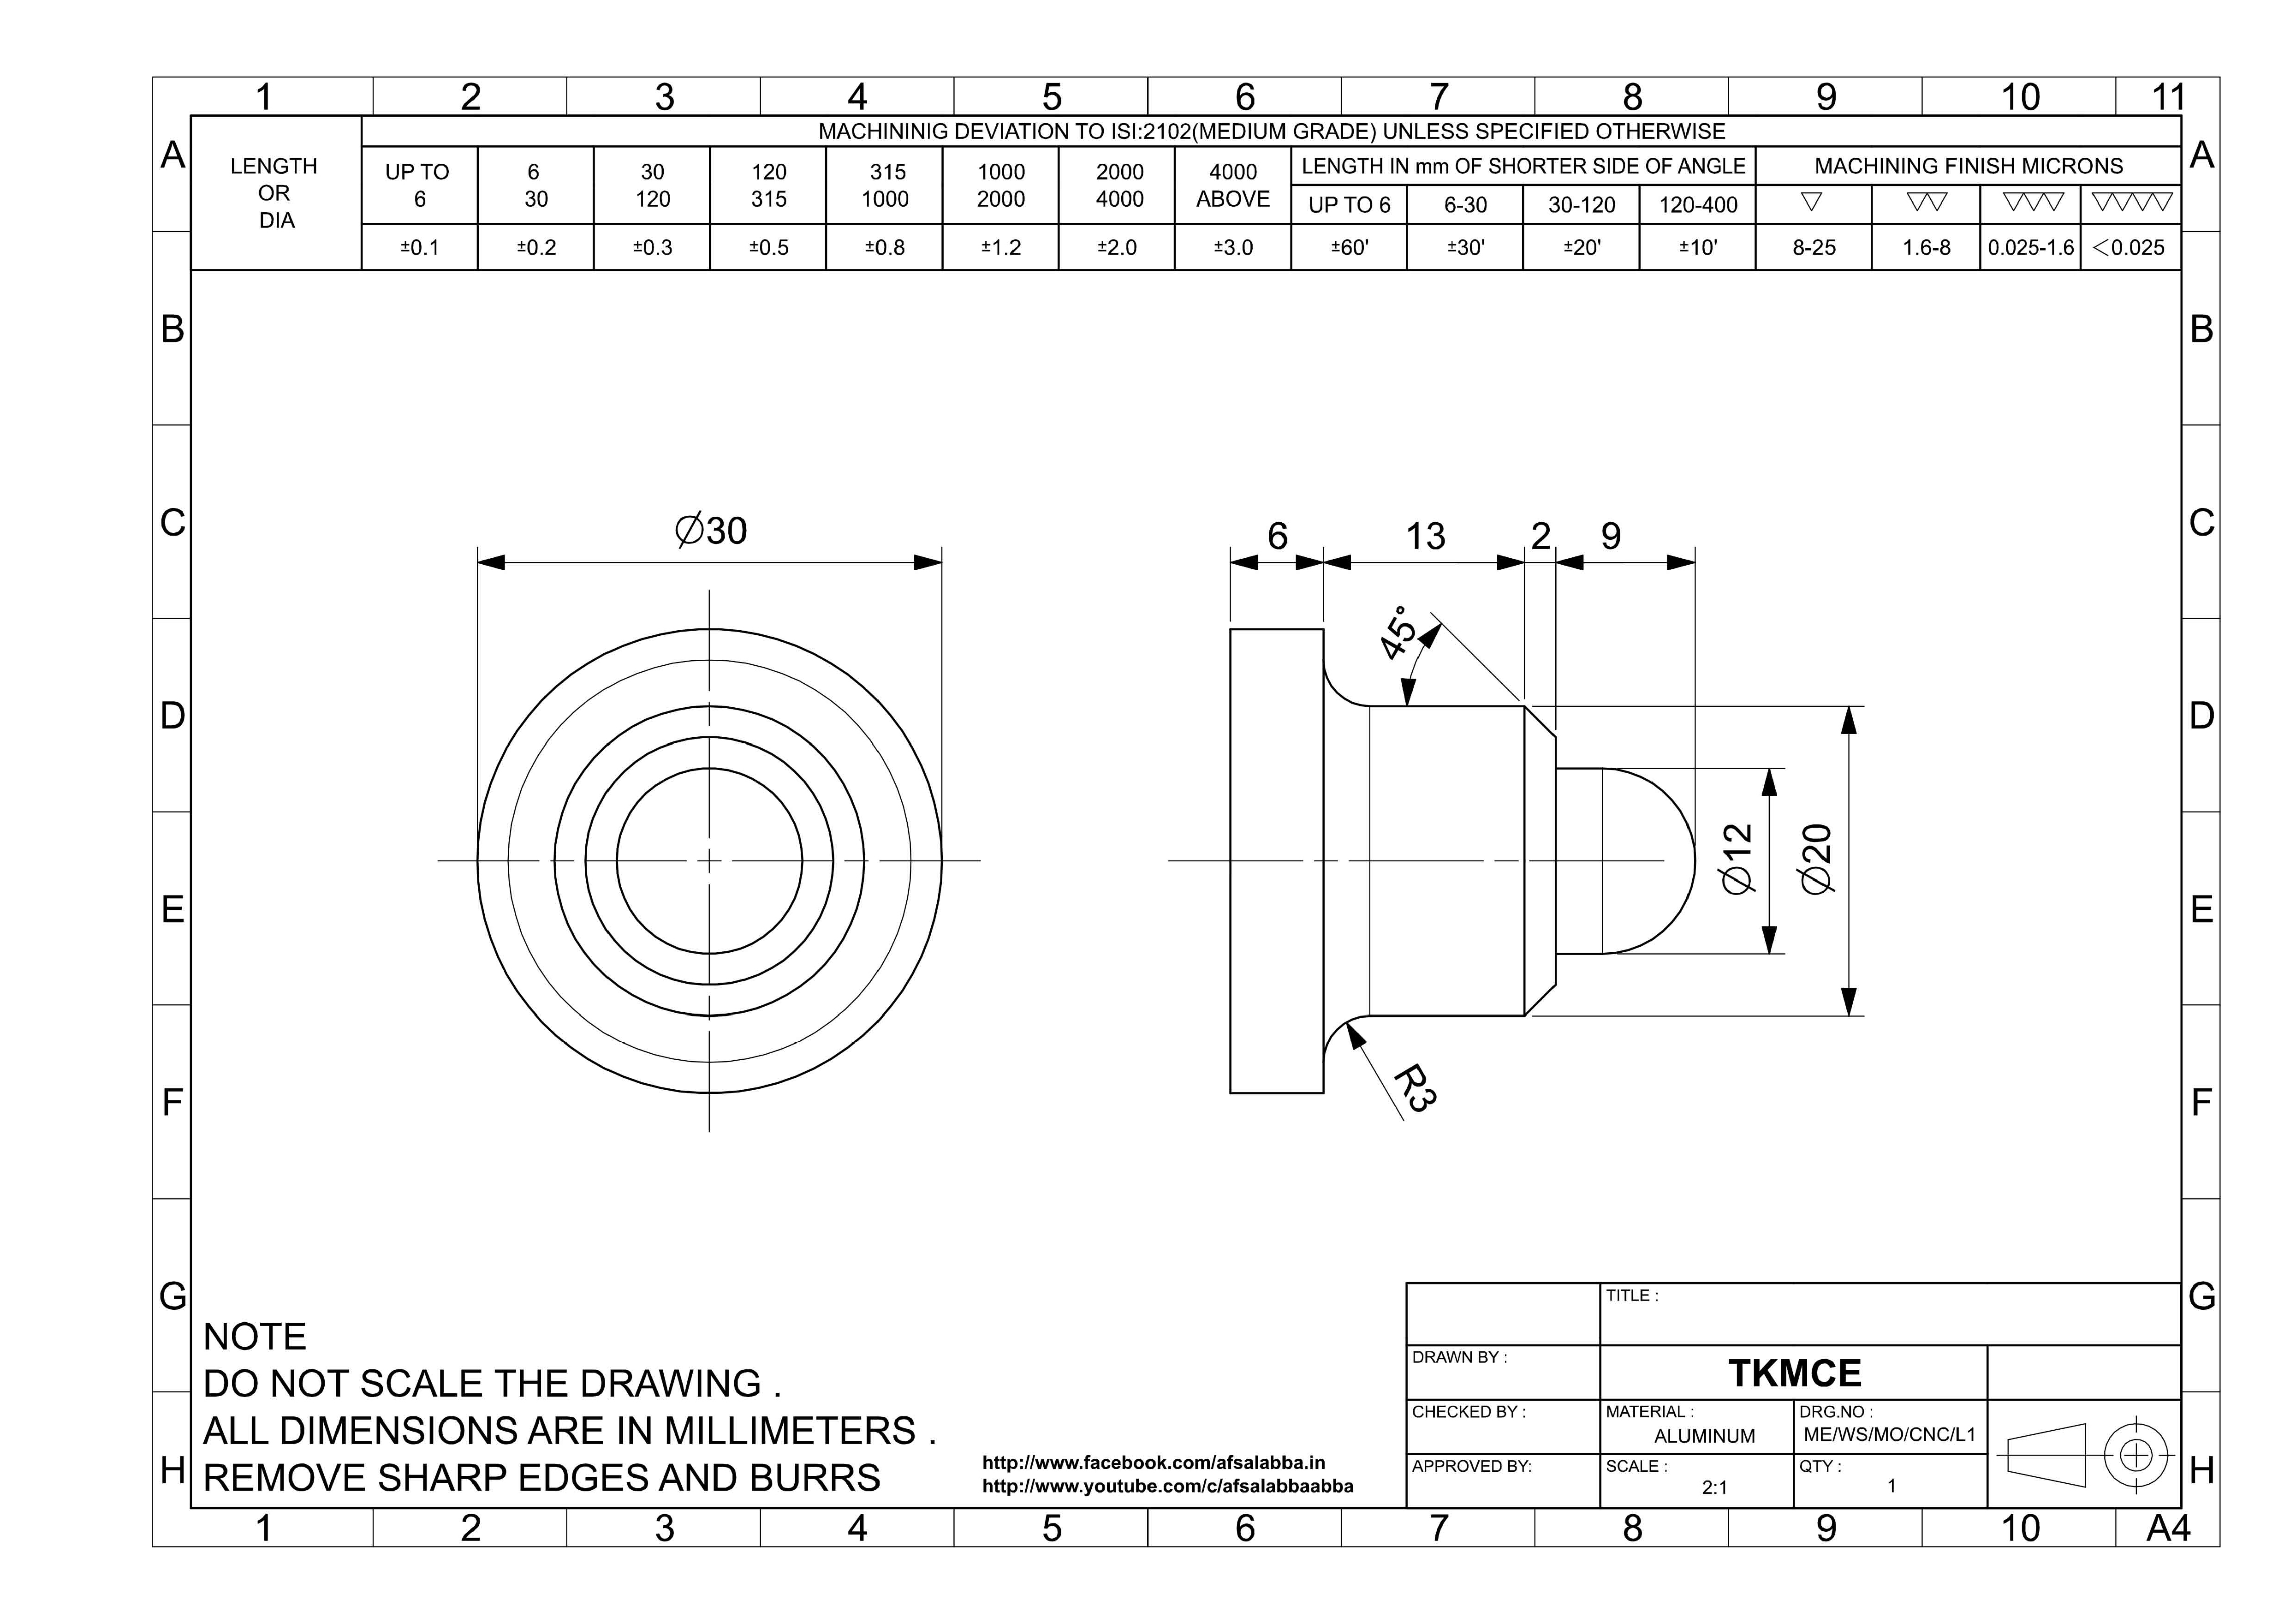 1 2 3 4 5 6 7 8 9 10 11
A A
B B
C C
D D
E E
F F
G G
H H
MACHININIG DEVIATION TO ISI:2102(MEDIUM GRADE) UNLESS SPECIFIED OTHERWISE
LENGTH
OR
DIA
UP TO
6
6
30
30
120
120
315
315
1000
1000
2000
2000
4000
4000
ABOVE
LENGTH IN mm OF SHORTER SIDE OF ANGLE
MACHINING FINISH MICRONS
UP TO 6 6-30 30-120 120-400
▽ ▽▽ ▽▽▽ ▽▽▽▽
±0.1 ±0.2 ±0.3 ±0.5 ±0.8 ±1.2 ±2.0 ±3.0 ±60' ±30' ±20' ±10' 8-25 1.6-8 0.025-1.6 <0.025
∅30
6 13 2 9
45°
∅12
∅20
R3
NOTE
DO NOT SCALE THE DRAWING .
ALL DIMENSIONS ARE IN MILLIMETERS .
REMOVE SHARP EDGES AND BURRS
http://www.facebook.com/afsalabba.in
http://www.youtube.com/c/afsalabbaabba
TITLE :
DRAWN BY :
TKMCE
CHECKED BY :
MATERIAL :
ALUMINUM
DRG.NO :
ME/WS/MO/CNC/L1
APPROVED BY:
SCALE :
2:1
QTY :
1
1 2 3 4 5 6 7 8 9 10 A4